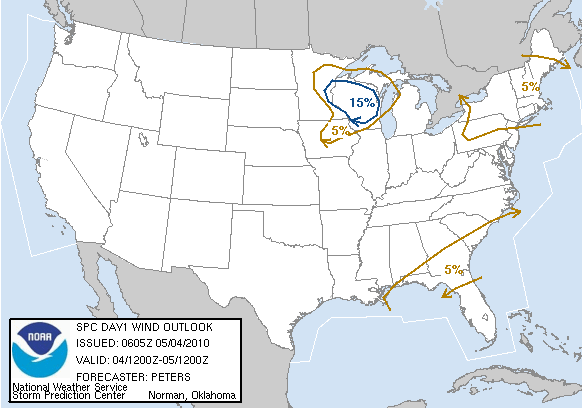 5%
15%
5%
5%
NOAA
SPC DAY1 WIND OUTLOOK
ISSUED: 0605Z 05/04/2010
VALID: 04/1200Z-05/1200Z
FORECASTER: PETERS
National Weather Service
Storm Prediction Center Norman, Oklahoma